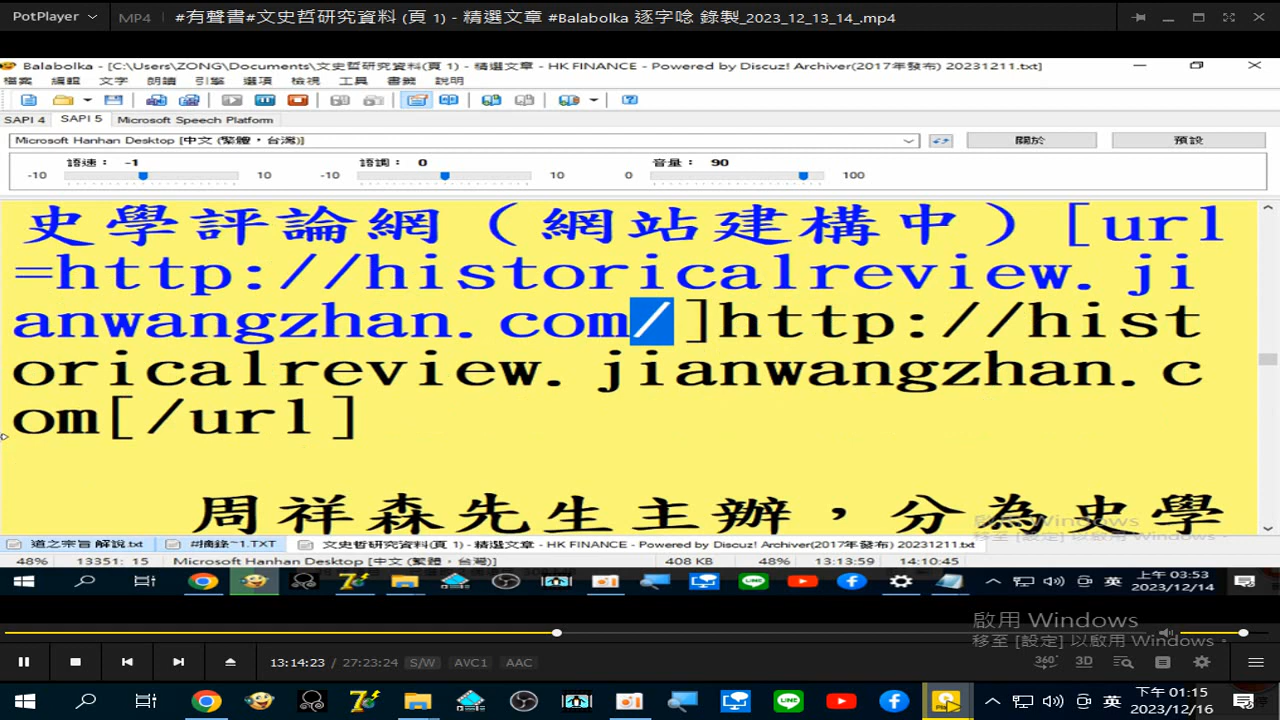 PotPlayer MP4 #有聲書#文史哲研究資料 (頁 1) - 精選文章 #Balabolka 逐字唸 錄製_2023_12_13_14_.mp4
Balabolka - [C:\Users\ZONG\Documents\文史哲研究資料(頁 1) - 精選文章 - HK FINANCE - Powered by Discuz! Archiver(2017年發布) 20231211.txt]
檔案 編輯 文字 朗讀 引擎 選項 檢視 工具 書籤 說明
SAPI 4 SAPI 5 Microsoft Speech Platform
Microsoft Hanhan Desktop [中文 (繁體，台灣)] 關於 預設
語速： -1 語調： 0 音量： 90
-10 10 -10 10 0 100
史學評論網（網站建構中）[url
=http://historicalreview.ji
anwangzhan.com/]http://hist
oricalreview.jianwangzhan.c
om[/url]
周祥森先生主辦，分為史學
啟用 Windows
移至 [設定] 以啟用 Windows。
道之宗旨 解說.txt #摘錄~1.TXT 文史哲研究資料(頁 1) - 精選文章 - HK FINANCE - Powered by Discuz! Archiver(2017年發布) 20231211.txt
48% 13351: 15 Microsoft Hanhan Desktop [中文 (繁體，台灣)] 408 KB 48% 13:13:59 14:10:45
英 上午 03:53
2023/12/14
啟用 Windows
移至 [設定] 以啟用 Windows。
13:14:23 / 27:23:24 S/W AVC1 AAC 360° 3D
英 下午 01:15
2023/12/16